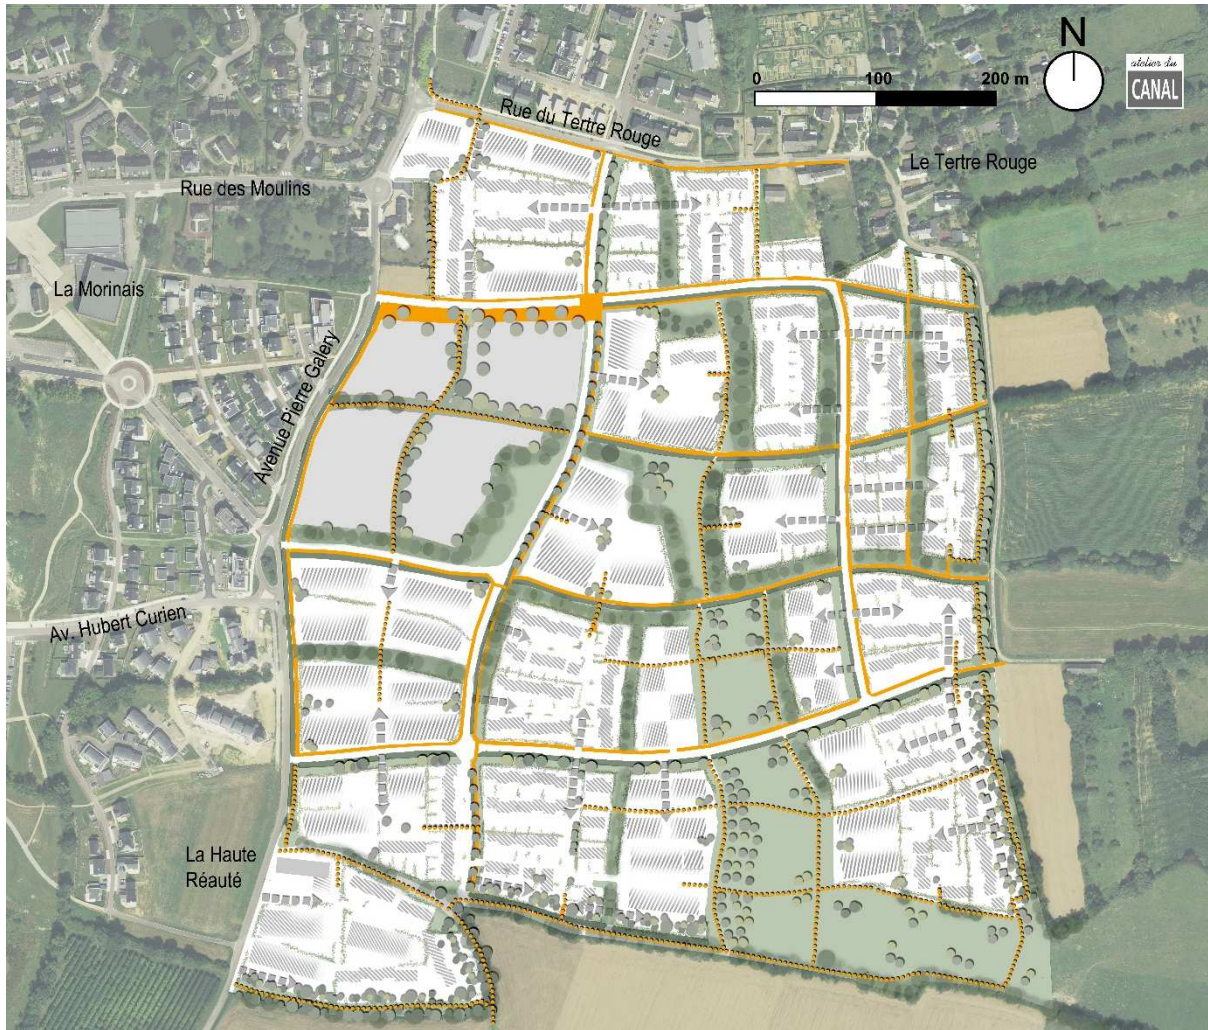 N
0 100 200 m
atelier du
CANAL
Rue du Tertre Rouge
Le Tertre Rouge
Rue des Moulins
La Morinais
Avenue Pierre Galery
Av. Hubert Curien
La Haute
Réauté